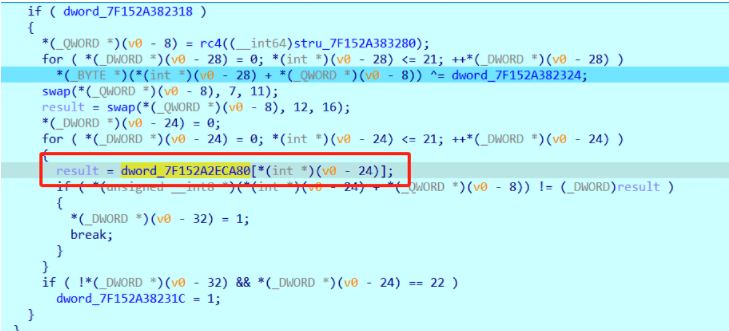 if ( dword_7F152A382318 )
{
*(_QWORD *)(v0 - 8) = rc4((__int64)stru_7F152A383280);
for ( *(_DWORD *)(v0 - 28) = 0; *(int *)(v0 - 28) <= 21; ++*(_DWORD *)(v0 - 28) )
*(_BYTE *)(*(int *)(v0 - 28) + *(_QWORD *)(v0 - 8)) ^= dword_7F152A382324;
swap(*(_QWORD *)(v0 - 8), 7, 11);
result = swap(*(_QWORD *)(v0 - 8), 12, 16);
*(_DWORD *)(v0 - 24) = 0;
for ( *(_DWORD *)(v0 - 24) = 0; *(int *)(v0 - 24) <= 21; ++*(_DWORD *)(v0 - 24) )
{
result = dword_7F152A2ECA80[*(int *)(v0 - 24)];
if ( *(unsigned __int8 *)(*(int *)(v0 - 24) + *(_QWORD *)(v0 - 8)) != (_DWORD)result )
{
*(_DWORD *)(v0 - 32) = 1;
break;
}
}
if ( !*(_DWORD *)(v0 - 32) && *(_DWORD *)(v0 - 24) == 22 )
dword_7F152A38231C = 1;
}
}